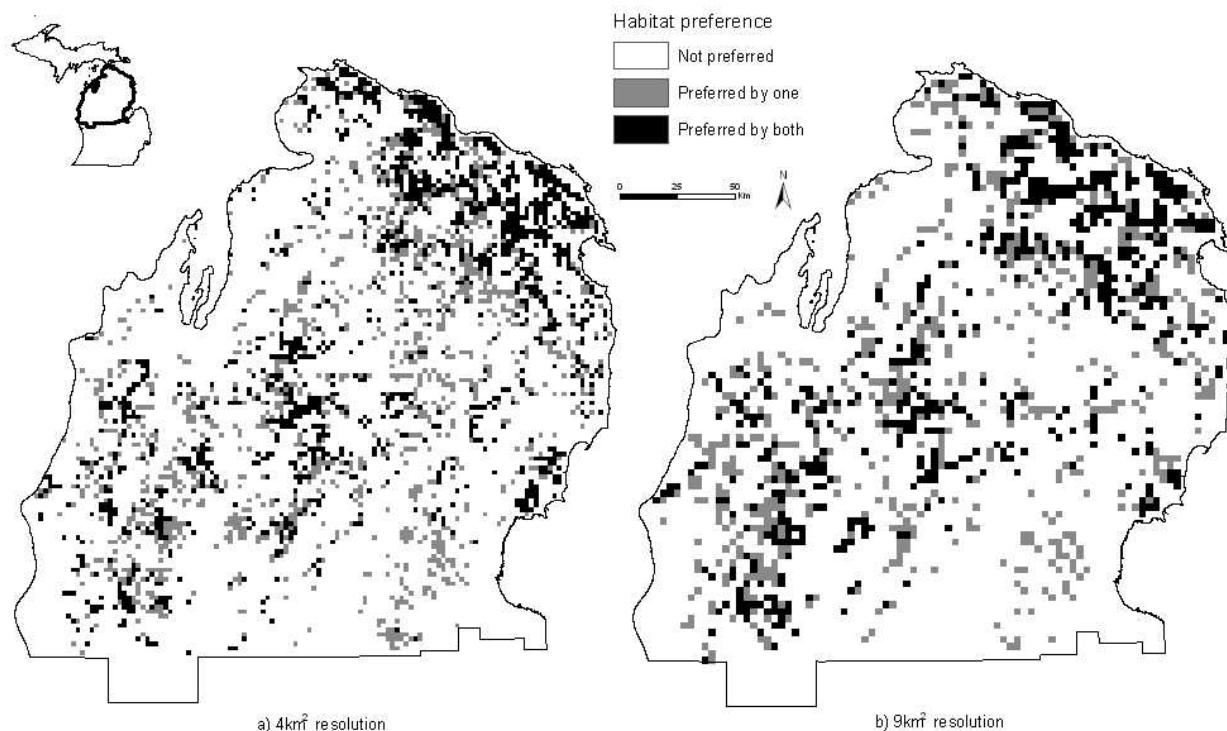 Habitat preference
Not preferred
Preferred by one
Preferred by both
N
0 25 50
Km
a) 4km² resolution
b) 9km² resolution